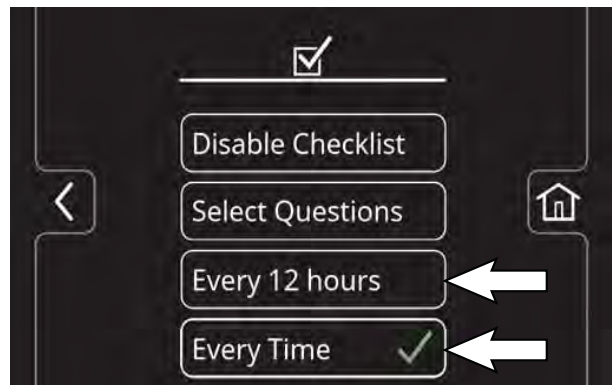 Disable Checklist
Select Questions
Every 12 hours
Every Time